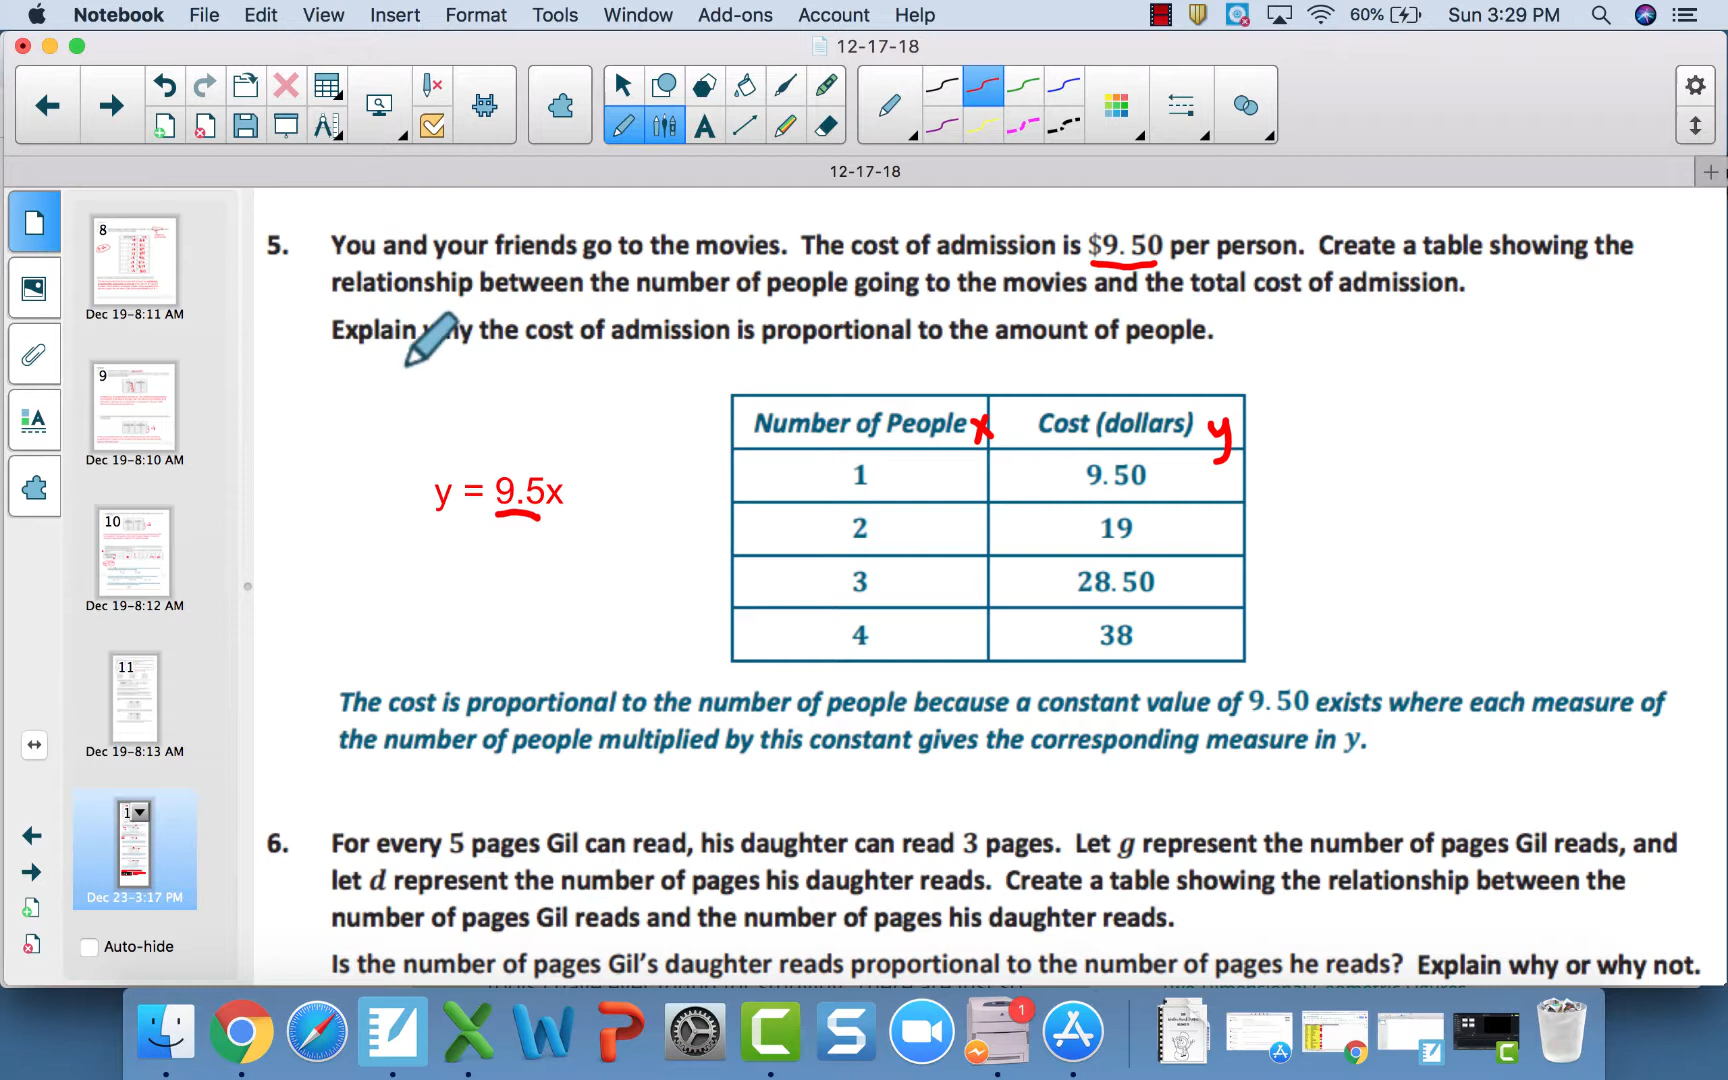 Notebook File Edit View Insert Format Tools Window Add-ons Account Help 60% Sun 3:29 PM
12-17-18
12-17-18
5. You and your friends go to the movies. The cost of admission is $9.50 per person. Create a table showing the
relationship between the number of people going to the movies and the total cost of admission.
Explain why the cost of admission is proportional to the amount of people.
Number of People x Cost (dollars) y
1 9.50
y = 9.5x
2 19
3 28.50
4 38
The cost is proportional to the number of people because a constant value of 9.50 exists where each measure of
the number of people multiplied by this constant gives the corresponding measure in y.
6. For every 5 pages Gil can read, his daughter can read 3 pages. Let g represent the number of pages Gil reads, and
let d represent the number of pages his daughter reads. Create a table showing the relationship between the
number of pages Gil reads and the number of pages his daughter reads.
Is the number of pages Gil's daughter reads proportional to the number of pages he reads? Explain why or why not.
8
Dec 19-8:11 AM
9
Dec 19-8:10 AM
10
Dec 19-8:12 AM
11
Dec 19-8:13 AM
1
Dec 23-3:17 PM
Auto-hide
1